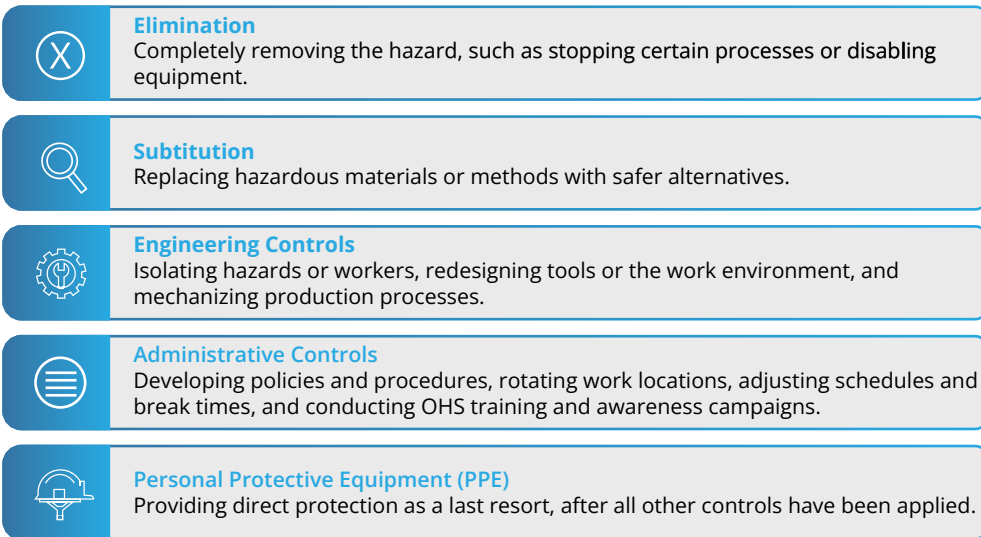 Elimination
Completely removing the hazard, such as stopping certain processes or disabling
equipment.
Subtitution
Replacing hazardous materials or methods with safer alternatives.
Engineering Controls
Isolating hazards or workers, redesigning tools or the work environment, and
mechanizing production processes.
Administrative Controls
Developing policies and procedures, rotating work locations, adjusting schedules and
break times, and conducting OHS training and awareness campaigns.
Personal Protective Equipment (PPE)
Providing direct protection as a last resort, after all other controls have been applied.